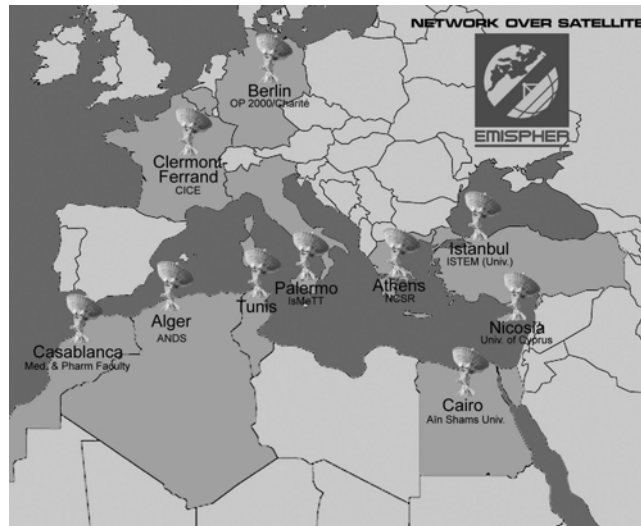 NETWORK OVER SATELLITE
EMISPHER
Berlin
OP 2000/Charité
Clermont
Ferrand
CICE
Istanbul
ISTEM (Univ.)
Athens
NCSR
Palermo
IsMeTT
Tunis
Alger
ANDS
Nicosia
Univ. of Cyprus
Casablanca
Med. & Pharm Faculty
Cairo
Aïn Shams Univ.